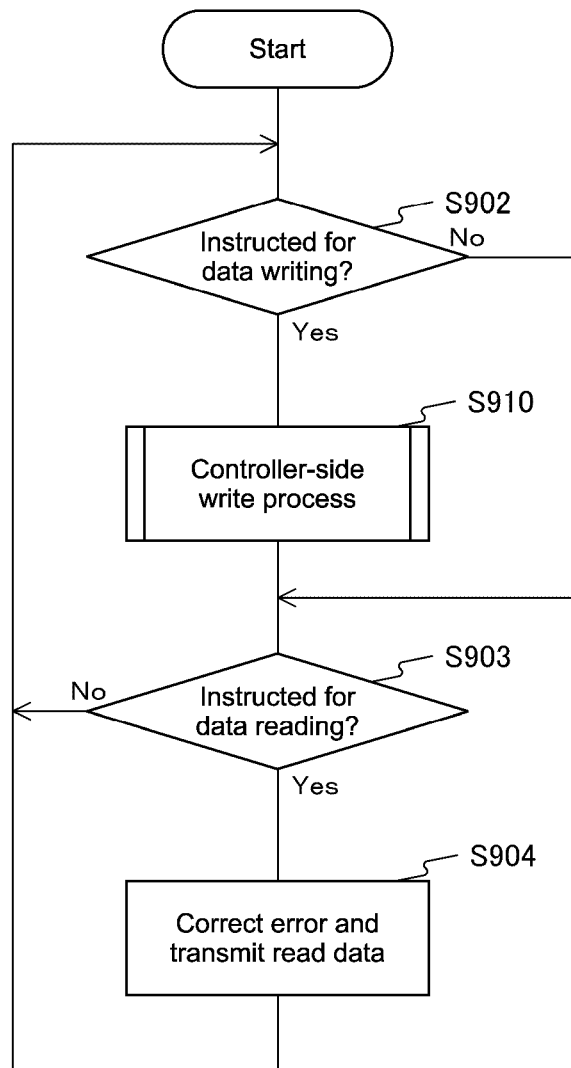 Start
S902
Instructed for
data writing?
No
Yes
S910
Controller-side
write process
S903
No
Instructed for
data reading?
Yes
S904
Correct error and
transmit read data